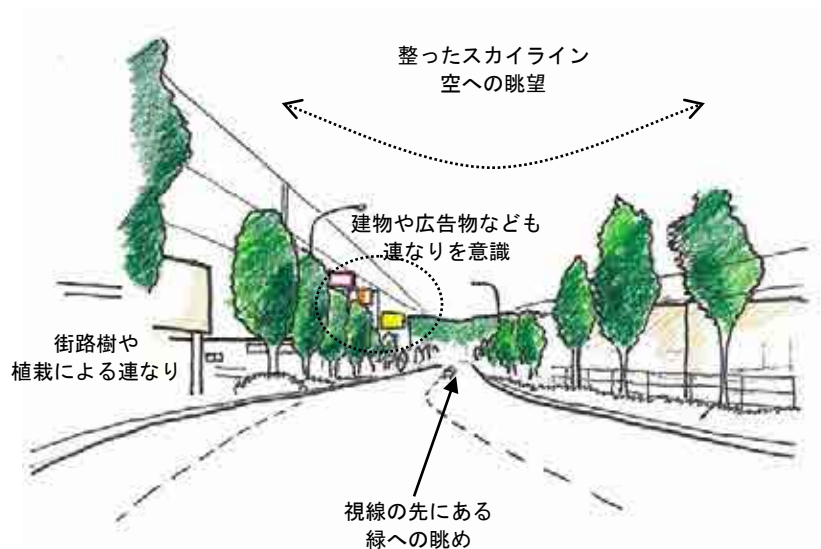 整ったスカイライン
空への眺望
建物や広告物なども
連なりを意識
街路樹や
植栽による連なり
視線の先にある
緑への眺め